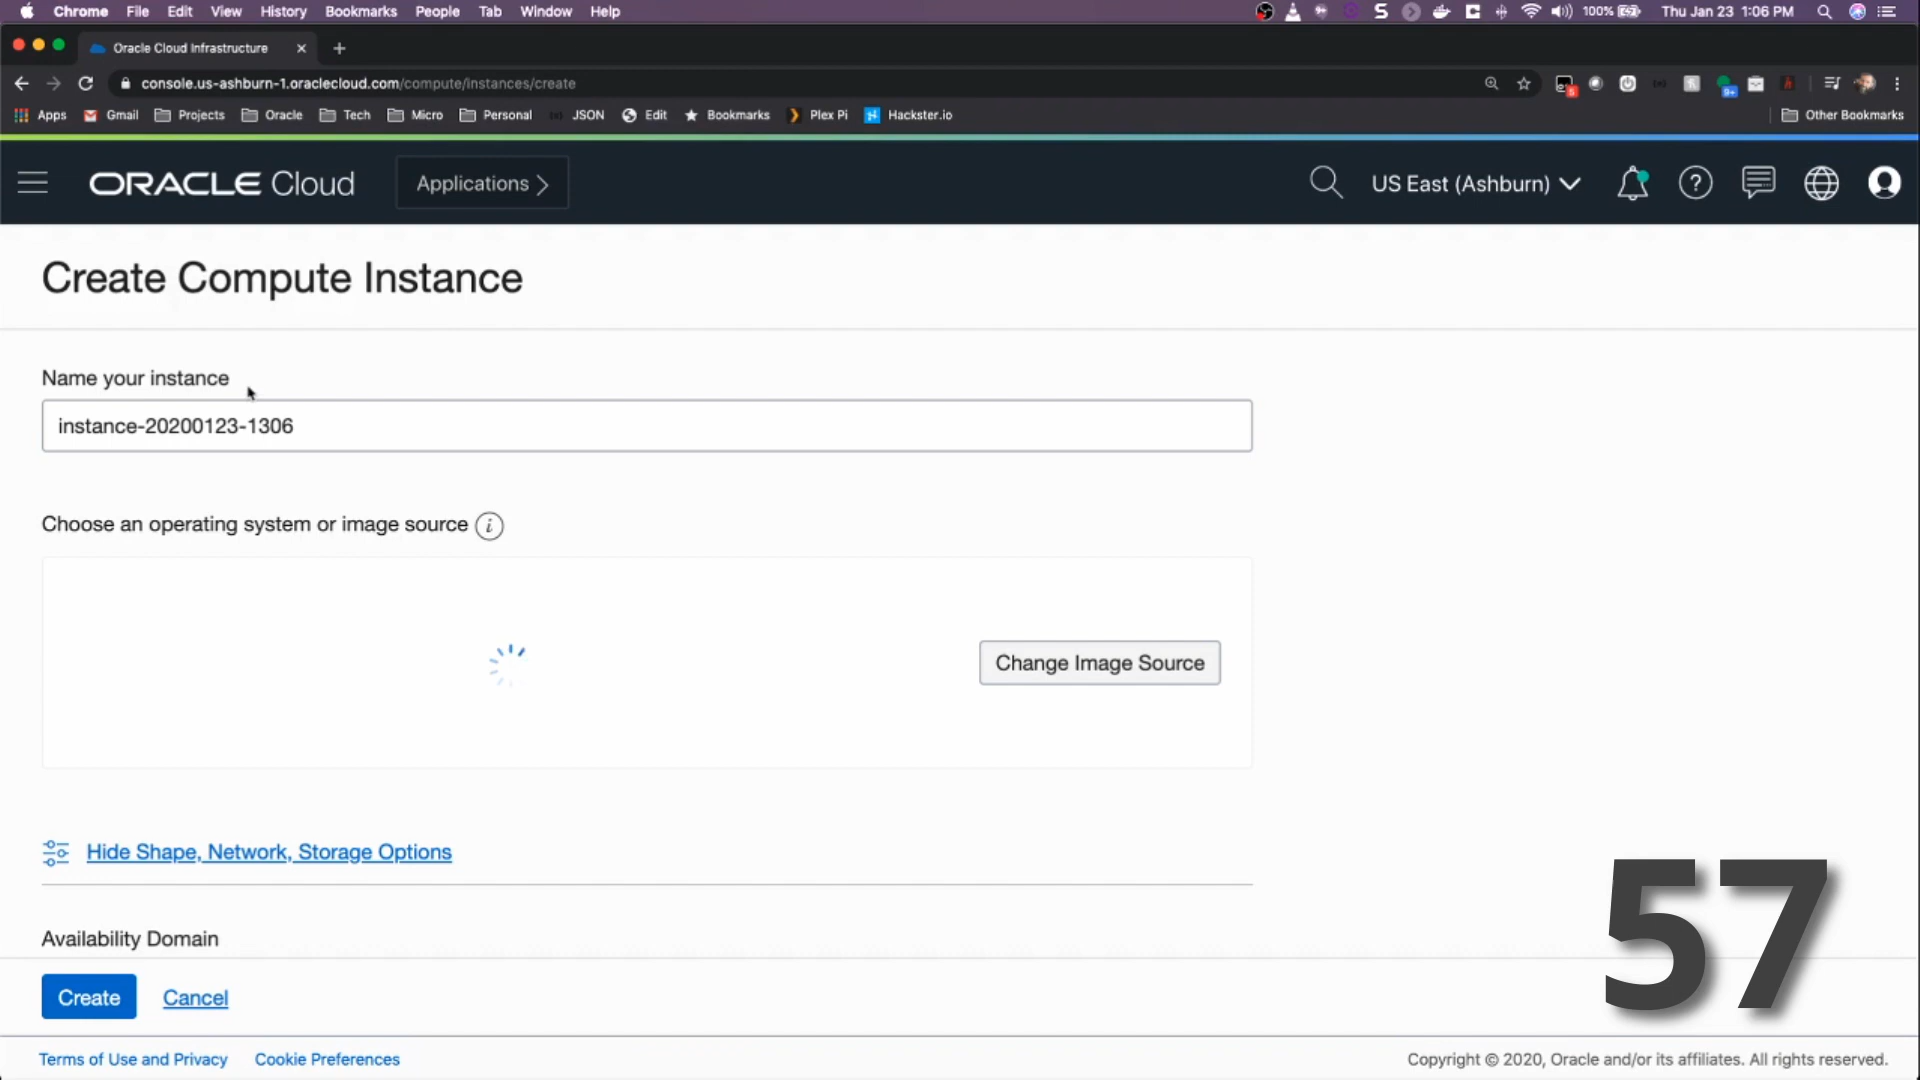 Chrome File Edit View History Bookmarks People Tab Window Help
100% Thu Jan 23 1:06 PM
Oracle Cloud Infrastructure
console.us-ashburn-1.oraclecloud.com/compute/instances/create
Apps Gmail Projects Oracle Tech Micro Personal JSON Edit Bookmarks Plex Pi Hackster.io Other Bookmarks
ORACLE Cloud Applications US East (Ashburn)
Create Compute Instance
Name your instance
instance-20200123-1306
Choose an operating system or image source
Change Image Source
Hide Shape, Network, Storage Options
Availability Domain
57
Create Cancel
Terms of Use and Privacy Cookie Preferences
Copyright © 2020, Oracle and/or its affiliates. All rights reserved.